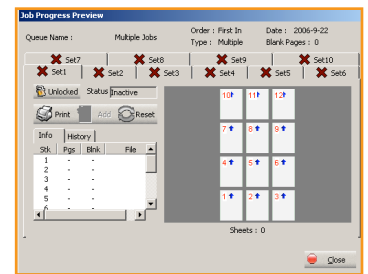 Job Progress Preview
Queue Name : Multiple Jobs Order : First In Date : 2006-9-22
Type : Multiple Blank Pages : 0
Set7 Set8 Set9 Set10
Set1 Set2 Set3 Set4 Set5 Set6
Unlocked Status Inactive
Print Add Reset
Info History
Stk Pgs Blnk File
1 - -
2 - -
3 - -
4 - -
5 - -
6 - -
10 11 12
7 8 9
4 5 6
1 2 3
Sheets : 0
Close